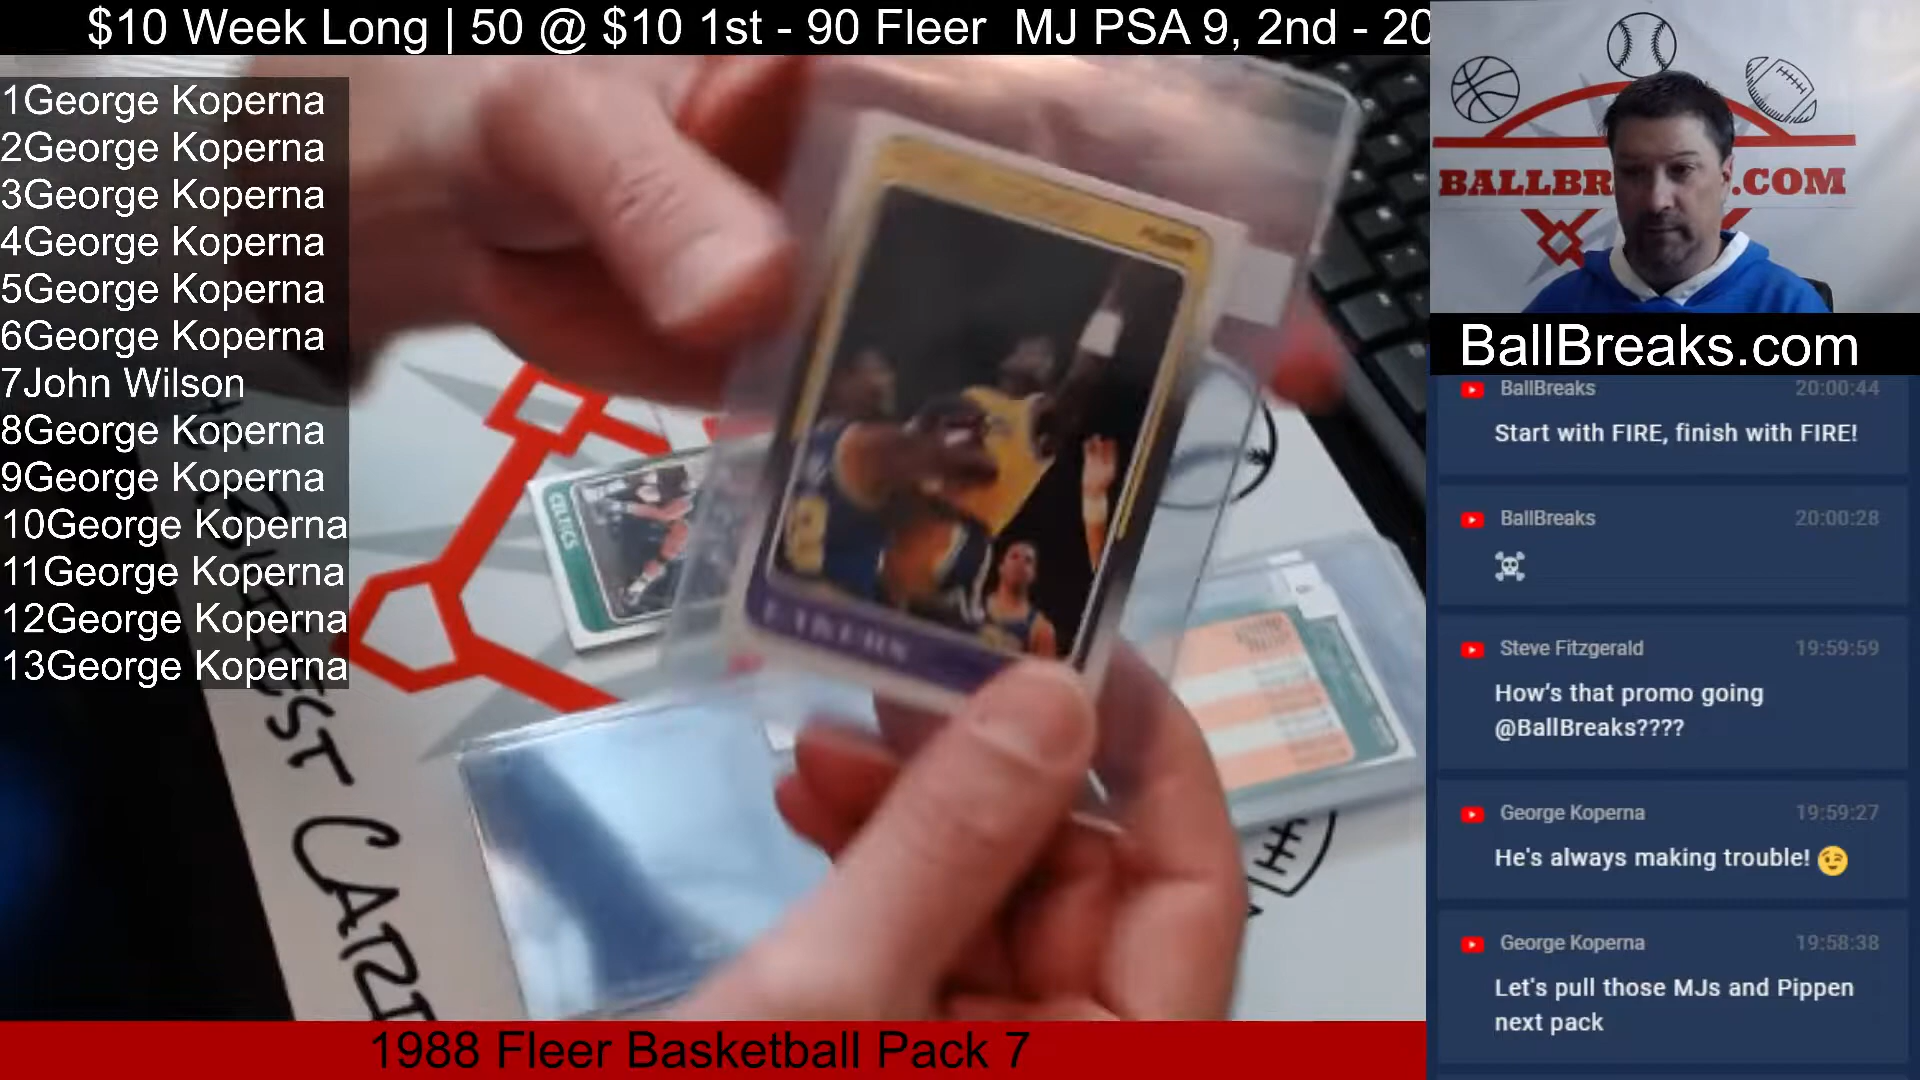 $10 Week Long | 50 @ $10 1st - 90 Fleer MJ PSA 9, 2nd - 20
1George Koperna
2George Koperna
3George Koperna
4George Koperna
5George Koperna
6George Koperna
7John Wilson
8George Koperna
9George Koperna
10George Koperna
11George Koperna
12George Koperna
13George Koperna
FLEER
CELTICS
LAKERS
EST CARD
1988 Fleer Basketball Pack 7
BALLBR .COM
BallBreaks.com
BallBreaks 20:00:44
Start with FIRE, finish with FIRE!
BallBreaks 20:00:28
☠
Steve Fitzgerald 19:59:59
How's that promo going
@BallBreaks????
George Koperna 19:59:27
He's always making trouble! 😉
George Koperna 19:58:38
Let's pull those MJs and Pippen
next pack